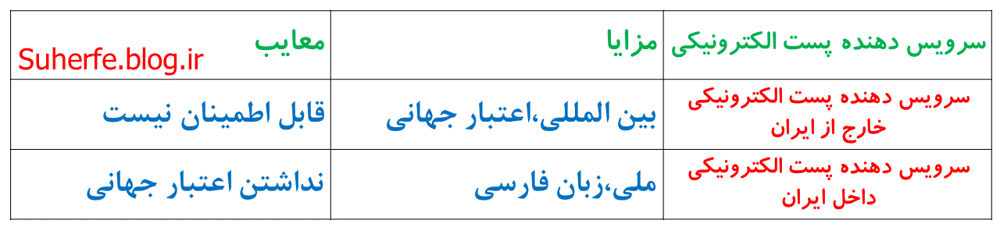 سرویس دهنده پست الکترونیکی
مزایا
معایب
Suherfe.blog.ir
سرویس دهنده پست الکترونیکی
خارج از ایران
بین المللی،اعتبار جهانی
قابل اطمینان نیست
سرویس دهنده پست الکترونیکی
داخل ایران
ملی،زبان فارسی
نداشتن اعتبار جهانی